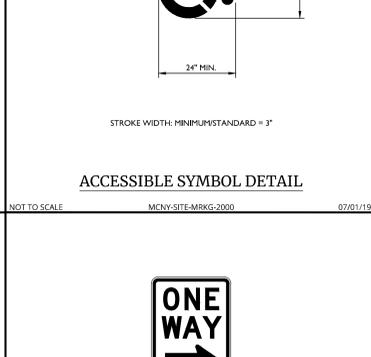 24" MIN.
STROKE WIDTH: MINIMUM/STANDARD = 3"
ACCESSIBLE SYMBOL DETAIL
NOT TO SCALE MCNY-SITE-MRKG-2000 07/01/19
ONE
WAY